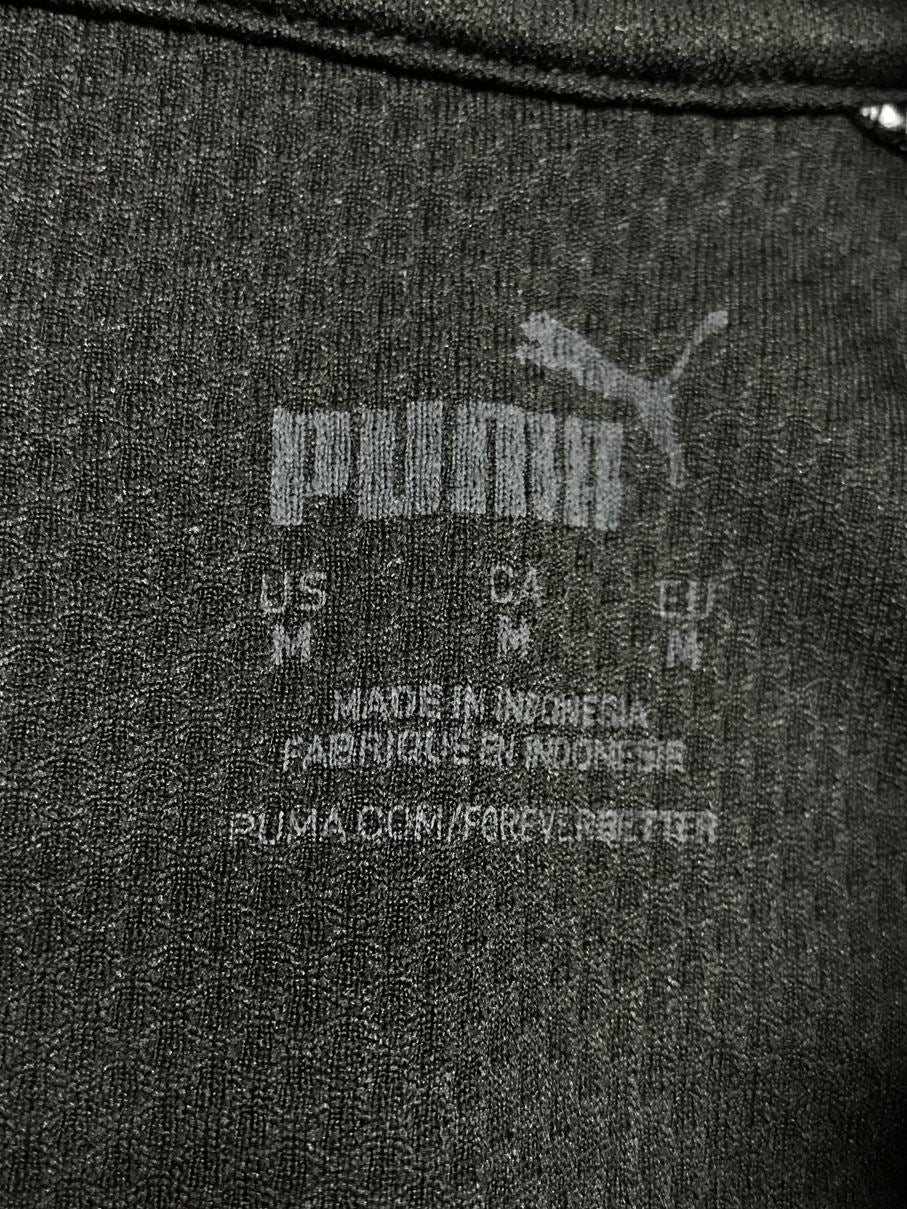 PUMA
US CA EU
M M M
MADE IN INDONESIA
FABRIQUE EN INDONESIE
PUMA.COM/FOREVERBETTER